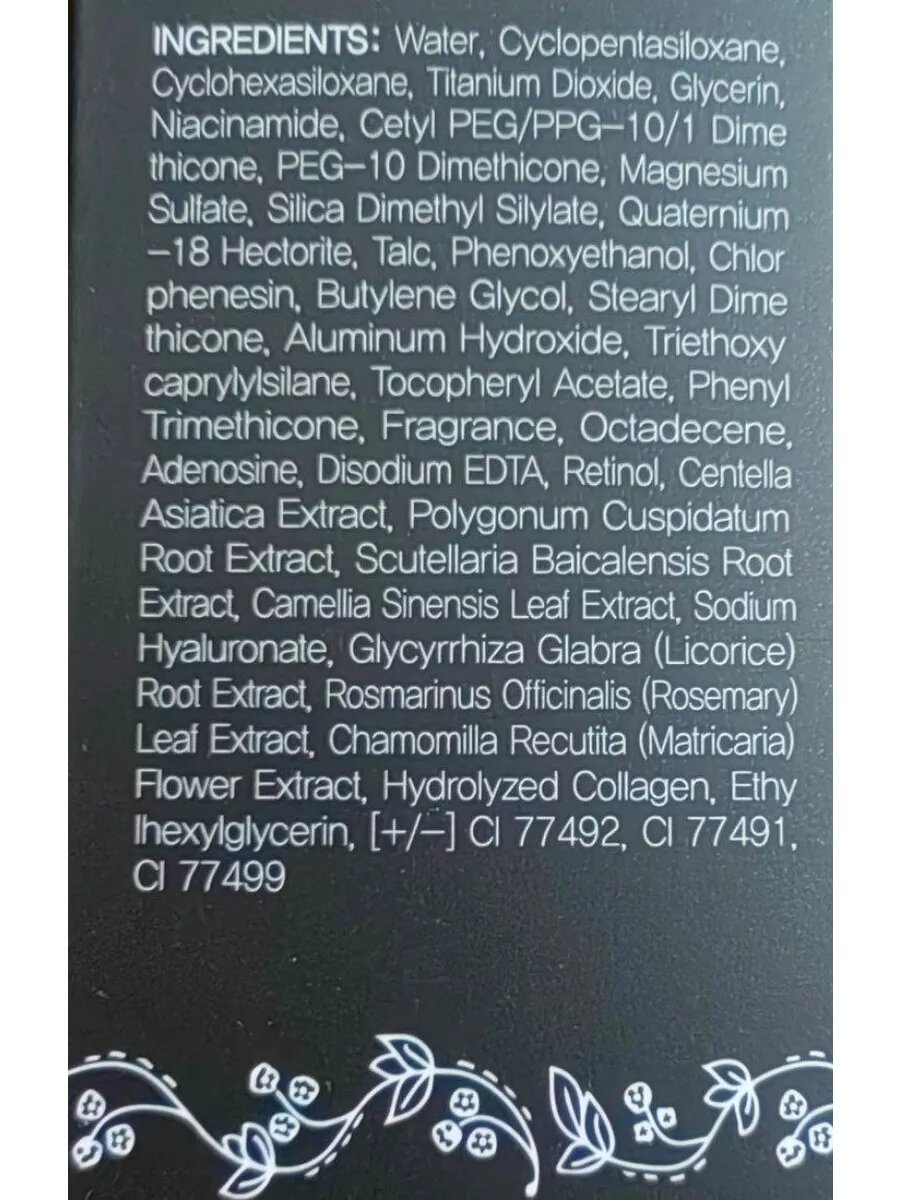 INGREDIENTS: Water, Cyclopentasiloxane,
Cyclohexasiloxane, Titanium Dioxide, Glycerin,
Niacinamide, Cetyl PEG/PPG-10/1 Dime
thicone, PEG-10 Dimethicone, Magnesium
Sulfate, Silica Dimethyl Silylate, Quaternium
-18 Hectorite, Talc, Phenoxyethanol, Chlor
phenesin, Butylene Glycol, Stearyl Dime
thicone, Aluminum Hydroxide, Triethoxy
caprylylsilane, Tocopheryl Acetate, Phenyl
Trimethicone, Fragrance, Octadecene,
Adenosine, Disodium EDTA, Retinol, Centella
Asiatica Extract, Polygonum Cuspidatum
Root Extract, Scutellaria Baicalensis Root
Extract, Camellia Sinensis Leaf Extract, Sodium
Hyaluronate, Glycyrrhiza Glabra (Licorice)
Root Extract, Rosmarinus Officinalis (Rosemary)
Leaf Extract, Chamomilla Recutita (Matricaria)
Flower Extract, Hydrolyzed Collagen, Ethy
lhexylglycerin, [+/-] CI 77492, CI 77491,
CI 77499